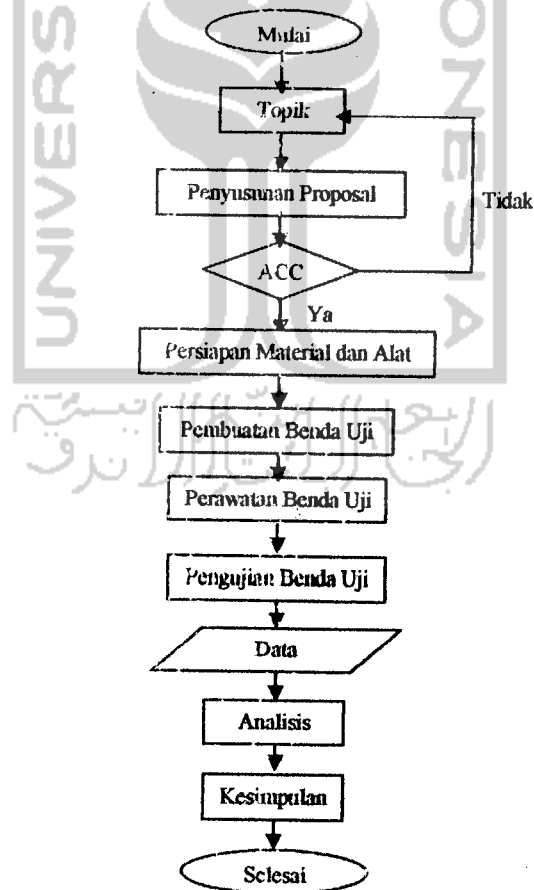 Mulai
Topik
Penyusunan Proposal
Tidak
ACC
Ya
Persiapan Material dan Alat
Pembuatan Benda Uji
Perawatan Benda Uji
Pengujian Benda Uji
Data
Analisis
Kesimpulan
Selesai
UNIVERS
ONESIA